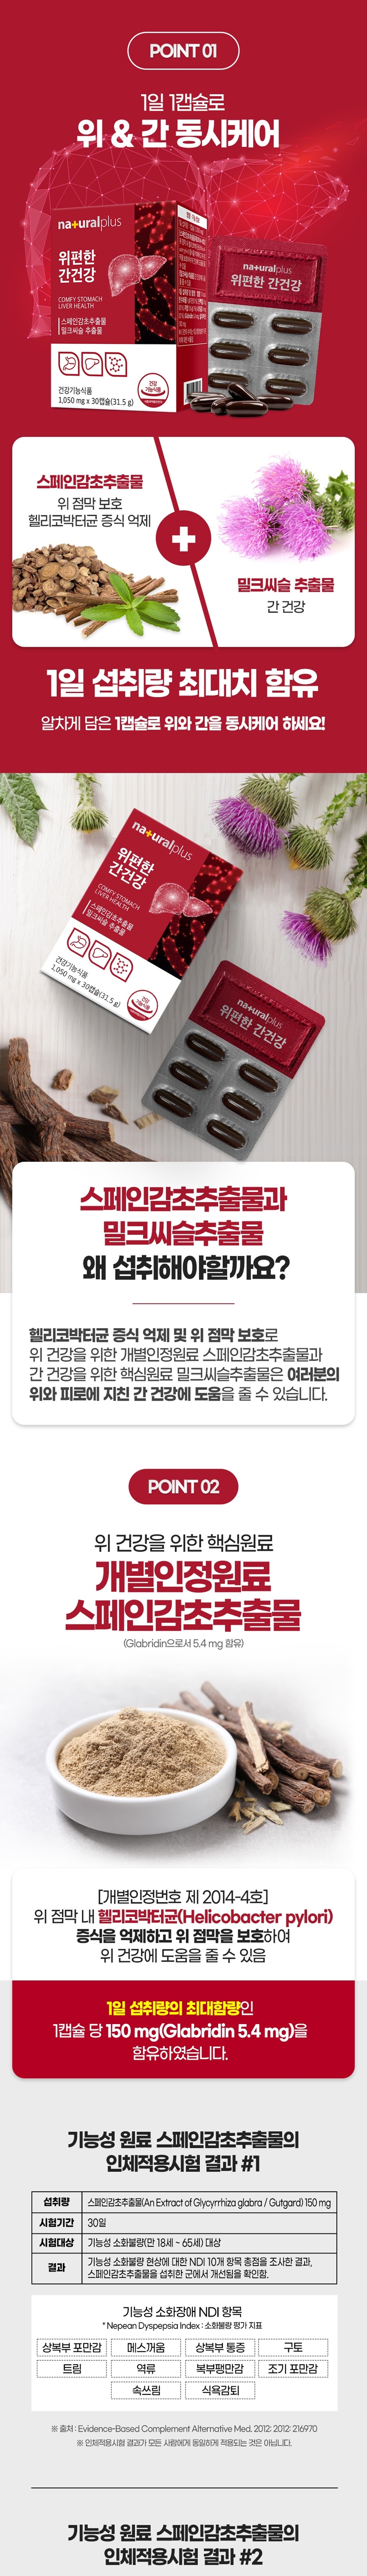 POINT 01
1일 1캡슐로
위 & 간 동시케어
na+uralplus
위편한
간건강
COMFY STOMACH
LIVER HEALTH
스페인감초추출물
밀크씨슬 추출물
건강기능식품
1,050 mg x 30캡슐(31.5 g)
건강
기능식품
na+uralplus
위편한 간건강
스페인감초추출물
위 점막 보호
헬리코박터균 증식 억제
밀크씨슬 추출물
간 건강
1일 섭취량 최대치 함유
알차게 담은 1캡슐로 위와 간을 동시케어 하세요!
na+uralplus
위편한
간건강
COMFY STOMACH
LIVER HEALTH
스페인감초추출물
밀크씨슬 추출물
건강기능식품
1,050 mg x 30캡슐(31.5 g)
건강
기능식품
na+uralplus
위편한 간건강
스페인감초추출물과
밀크씨슬추출물
왜 섭취해야할까요?
헬리코박터균 증식 억제 및 위 점막 보호로
위 건강을 위한 개별인정원료 스페인감초추출물과
간 건강을 위한 핵심원료 밀크씨슬추출물은 여러분의
위와 피로에 지친 간 건강에 도움을 줄 수 있습니다.
POINT 02
위 건강을 위한 핵심원료
개별인정원료
스페인감초추출물
(Glabridin으로서 5.4 mg 함유)
[개별인정번호 제 2014-4호]
위 점막 내 헬리코박터균(Helicobacter pylori)
증식을 억제하고 위 점막을 보호하여
위 건강에 도움을 줄 수 있음
1일 섭취량의 최대함량인
1캡슐 당 150 mg(Glabridin 5.4 mg)을
함유하였습니다.
기능성 원료 스페인감초추출물의
인체적용시험 결과 #1
섭취량 스페인감초추출물(An Extract of Glycyrrhiza glabra / Gutgard) 150 mg
시험기간 30일
시험대상 기능성 소화불량(만 18세 ~ 65세) 대상
결과 기능성 소화불량 현상에 대한 NDI 10개 항목 총점을 조사한 결과,
스페인감초추출물을 섭취한 군에서 개선됨을 확인함.
기능성 소화장애 NDI 항목
* Nepean Dyspepsia Index : 소화불량 평가 지표
상복부 포만감 메스꺼움 상복부 통증 구토
트림 역류 복부팽만감 조기 포만감
속쓰림 식욕감퇴
※ 출처 : Evidence-Based Complement Alternative Med. 2012: 2012: 216970
※ 인체적용시험 결과가 모든 사람에게 동일하게 적용되는 것은 아닙니다.
기능성 원료 스페인감초추출물의
인체적용시험 결과 #2